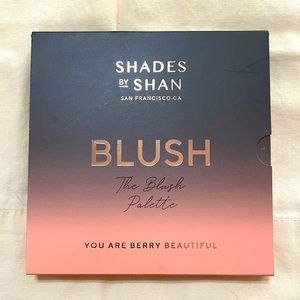 SHADES
BY SHAN
SAN FRANCISCO-CA
BLUSH
The Blush
Palette
YOU ARE BERRY BEAUTIFUL